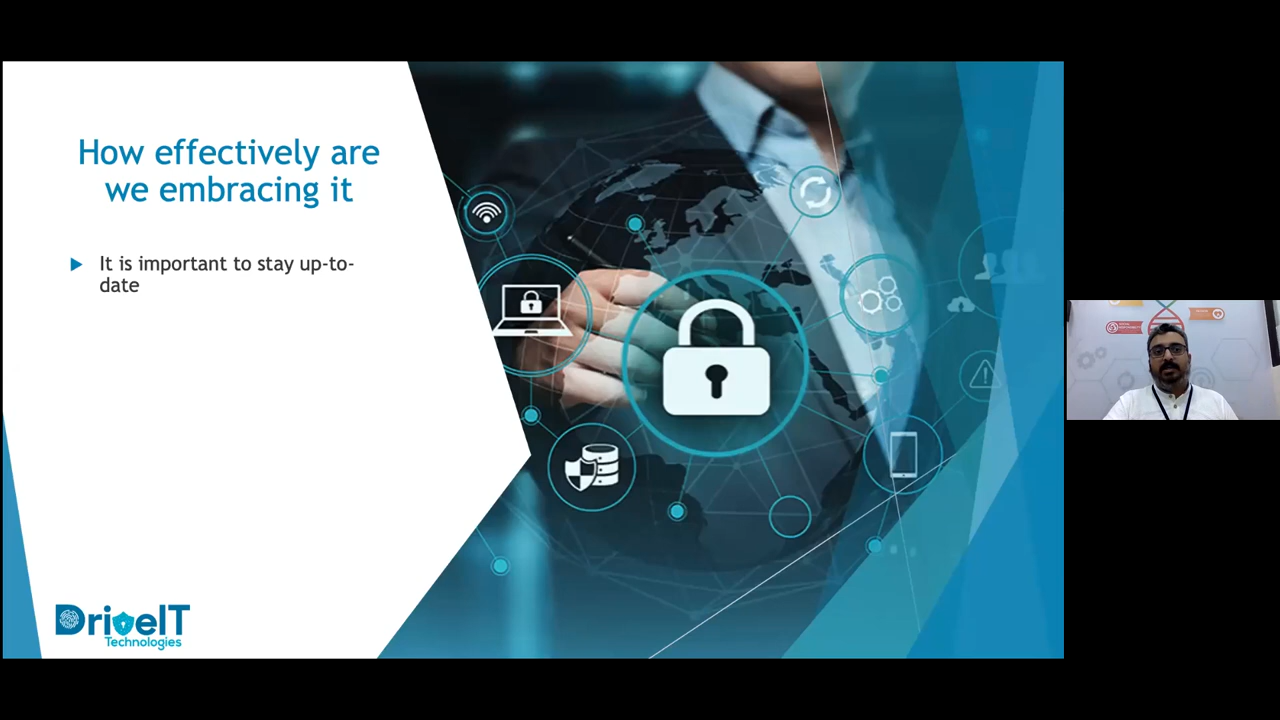 How effectively are
we embracing it
It is important to stay up-to-
date
DriveIT
Technologies